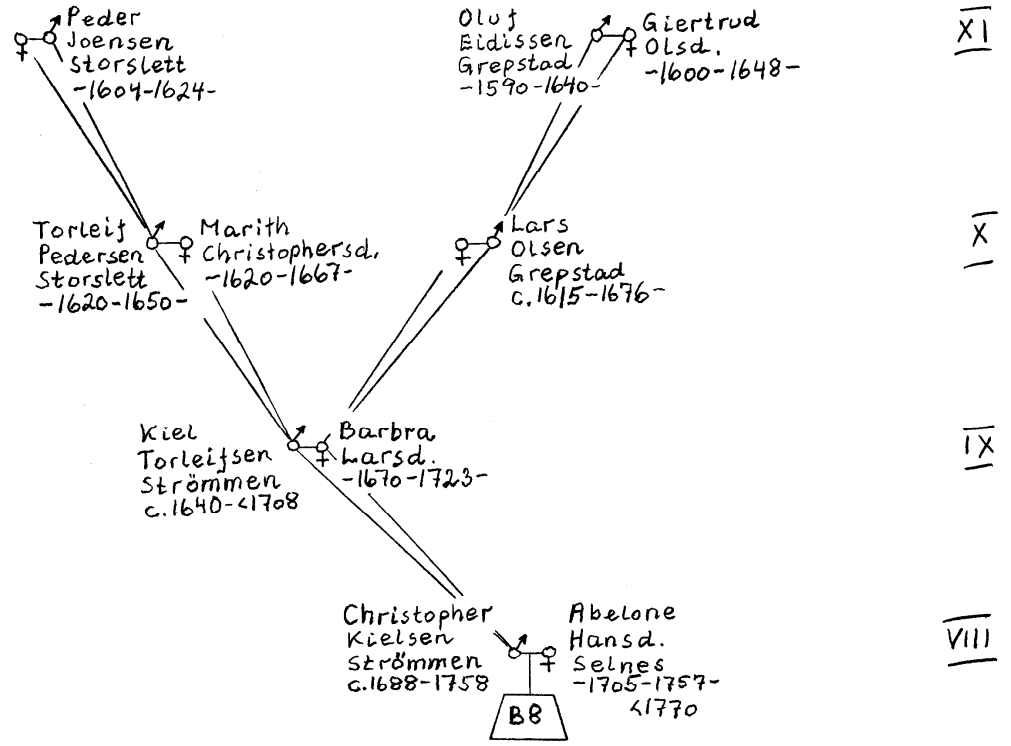 Peder
Joensen
Storslett
-1604-1624-
Oluf
Eidissen
Grepstad
-1590-1640-
Giertrud
Olsd.
-1600-1648-
XI
Torleif
Pedersen
Storslett
-1620-1650-
Marith
Christophersd.
-1620-1667-
Lars
Olsen
Grepstad
c.1615-1676-
X
Kiel
Torleifsen
Strömmen
c.1640-<1708
Barbra
Larsd.
-1670-1723-
IX
Christopher
Kielsen
Strömmen
c.1688-1758
Abelone
Hansd.
Selnes
-1705-1757-
<1770
VIII
B8